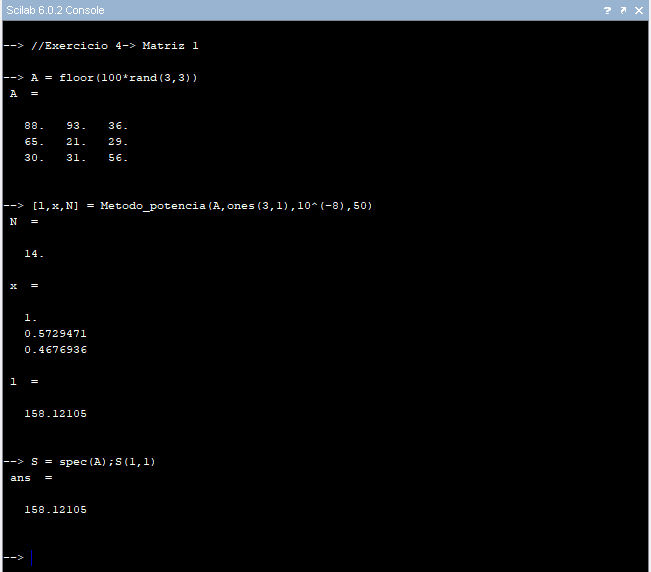 Scilab 6.0.2 Console
--> //Exercicio 4-> Matriz 1
--> A = floor(100*rand(3,3))
A  =
88.   93.   36.
65.   21.   29.
30.   31.   56.
--> [l,x,N] = Metodo_potencia(A,ones(3,1),10^(-8),50)
N  =
14.
x  =
1.
0.5729471
0.4676936
l  =
158.12105
--> S = spec(A);S(1,1)
ans  =
158.12105
-->